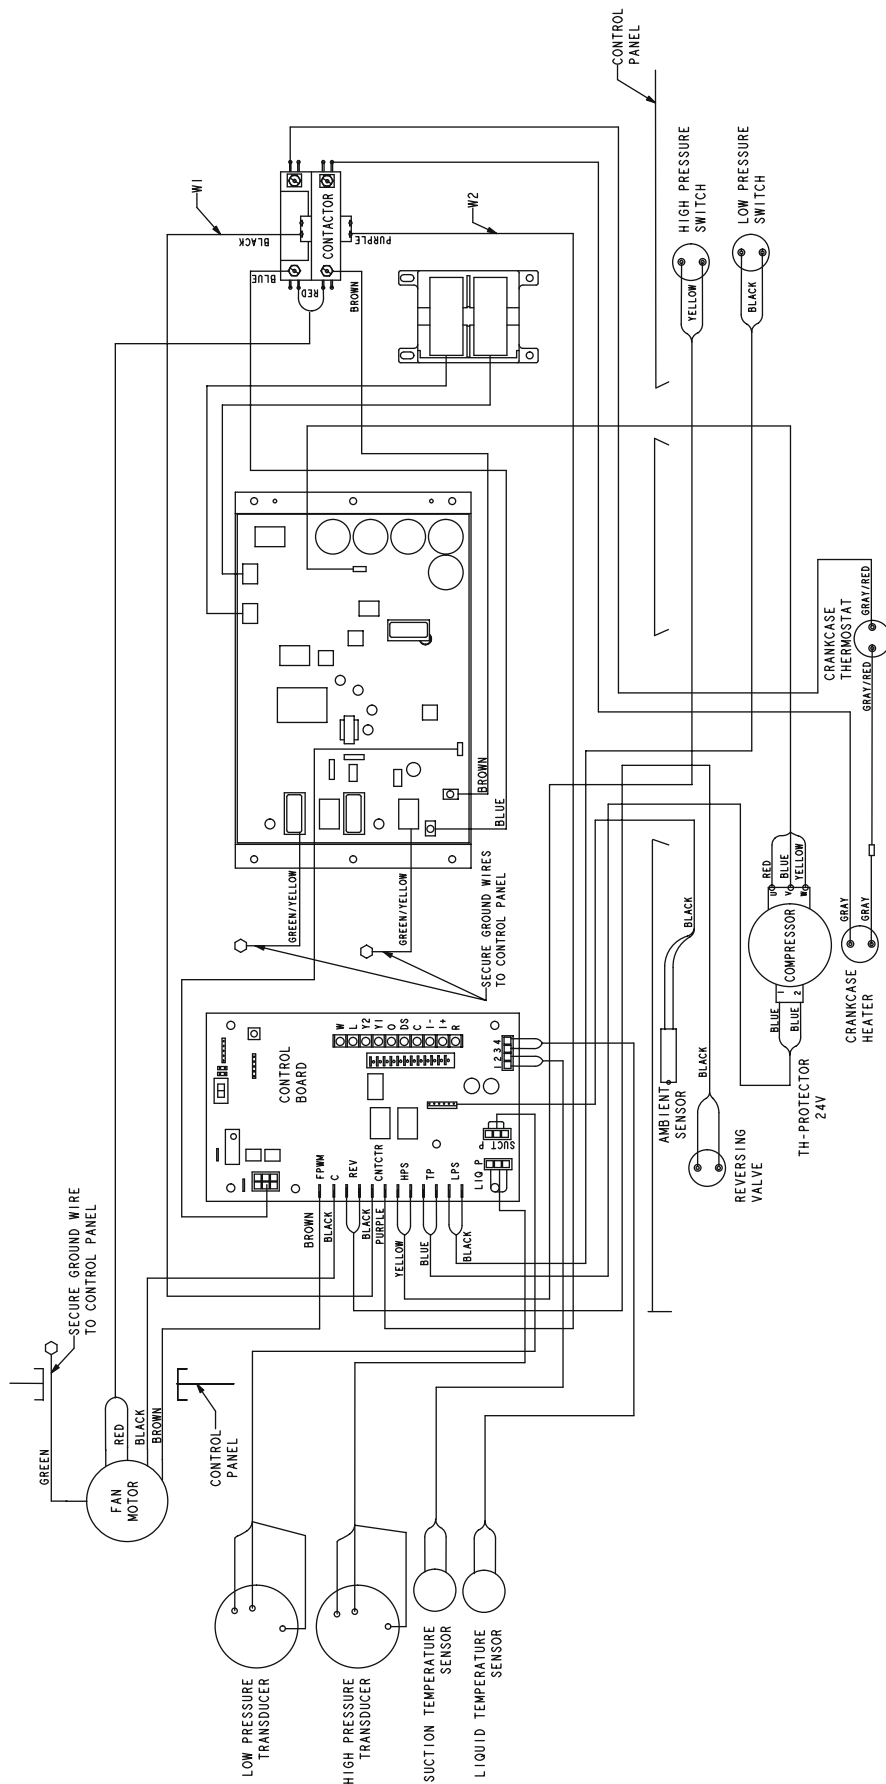 CONTROL
PANEL
HIGH PRESSURE
SWITCH
LOW PRESSURE
SWITCH
YELLOW
BLACK
W1
W2
BLACK
BLUE
RED
CONTACTOR
PURPLE
BROWN
CRANKCASE
THERMOSTAT
GRAY/RED
GRAY/RED
BROWN
BLUE
GREEN/YELLOW
GREEN/YELLOW
SECURE GROUND WIRES
TO CONTROL PANEL
BLACK
RED
BLUE
YELLOW
U
V
W
COMPRESSOR
1
2
BLUE
BLUE
GRAY
GRAY
CRANKCASE
HEATER
TH-PROTECTOR
24V
AMBIENT
SENSOR
BLACK
REVERSING
VALVE
CONTROL
BOARD
W
L
Y2
Y1
O
DS
C
I-
I+
R
1 2 3 4
SUCT P
LIQ P
FPWM
C
REV
CNTCTR
HPS
TP
LPS
BROWN
BLACK
BLACK
PURPLE
YELLOW
BLUE
BLACK
SECURE GROUND WIRE
TO CONTROL PANEL
GREEN
RED
BLACK
BROWN
FAN
MOTOR
CONTROL
PANEL
LOW PRESSURE
TRANSDUCER
HIGH PRESSURE
TRANSDUCER
SUCTION TEMPERATURE
SENSOR
LIQUID TEMPERATURE
SENSOR